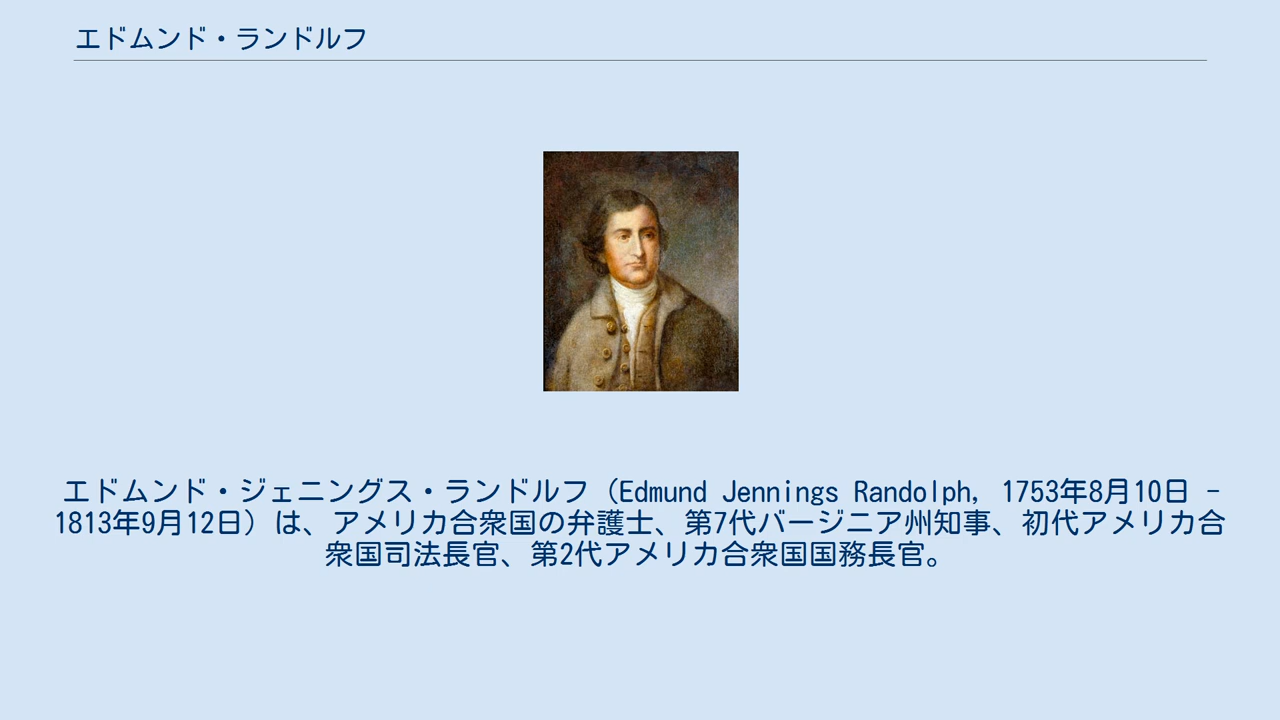 エドムンド・ランドルフ
エドムンド・ジェニングス・ランドルフ（Edmund Jennings Randolph, 1753年8月10日 –
1813年9月12日）は、アメリカ合衆国の弁護士、第7代バージニア州知事、初代アメリカ合
衆国司法長官、第2代アメリカ合衆国国務長官。